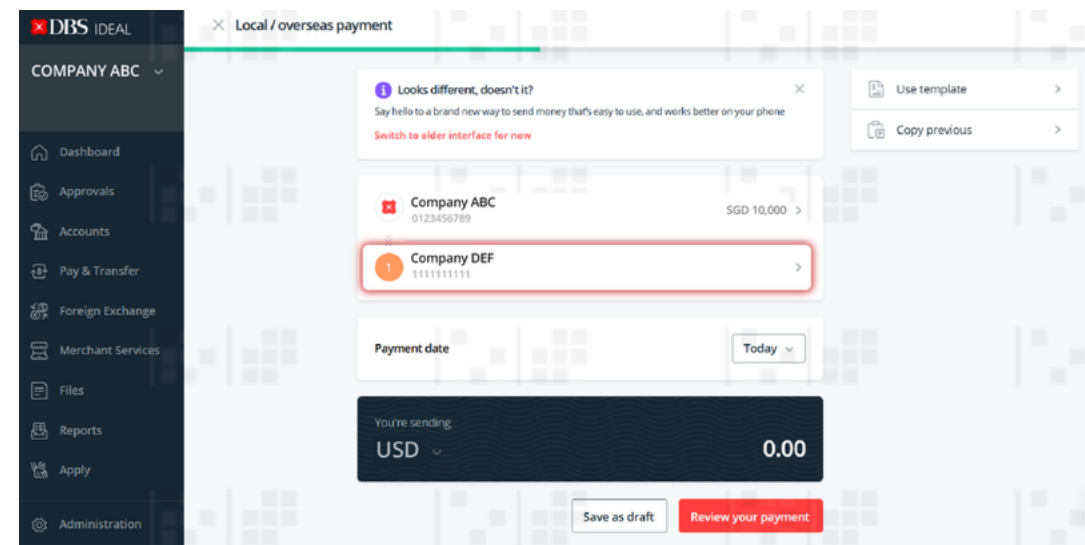 DBS IDEAL
Local / overseas payment
COMPANY ABC
Dashboard
Approvals
Accounts
Pay & Transfer
Foreign Exchange
Merchant Services
Files
Reports
Apply
Administration
Looks different, doesn't it?
Say hello to a brand new way to send money that's easy to use, and works better on your phone
Switch to older interface for now
Use template
Copy previous
Company ABC
0123456789
SGD 10,000
1
Company DEF
1111111111
Payment date
Today
You're sending
USD
0.00
Save as draft
Review your payment